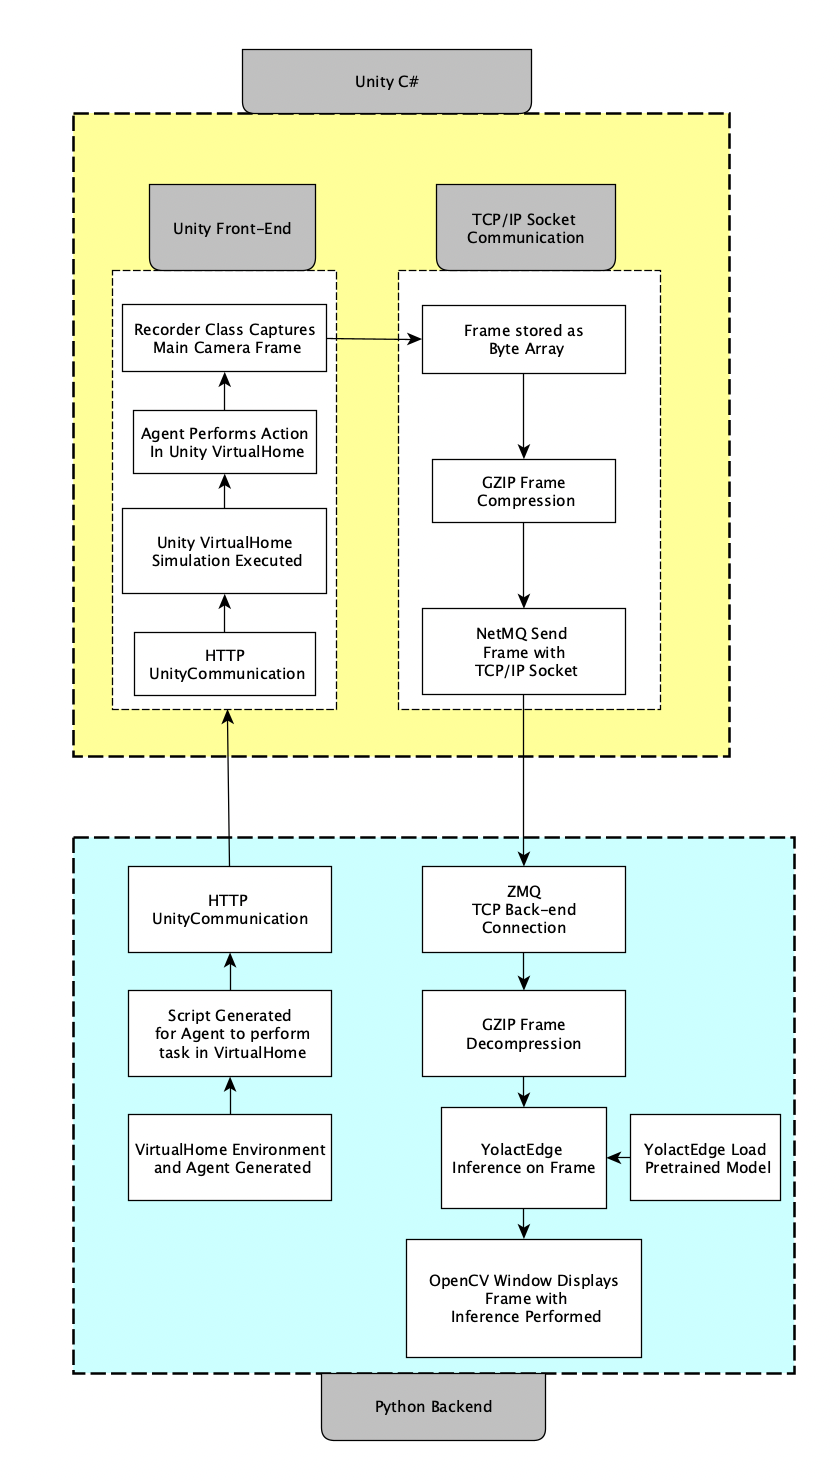 Unity C#
Unity Front-End
TCP/IP Socket
Communication
Recorder Class Captures
Main Camera Frame
Agent Performs Action
In Unity VirtualHome
Unity VirtualHome
Simulation Executed
HTTP
UnityCommunication
Frame stored as
Byte Array
GZIP Frame
Compression
NetMQ Send
Frame with
TCP/IP Socket
HTTP
UnityCommunication
Script Generated
for Agent to perform
task in VirtualHome
VirtualHome Environment
and Agent Generated
ZMQ
TCP Back-end
Connection
GZIP Frame
Decompression
YolactEdge
Inference on Frame
YolactEdge Load
Pretrained Model
OpenCV Window Displays
Frame with
Inference Performed
Python Backend